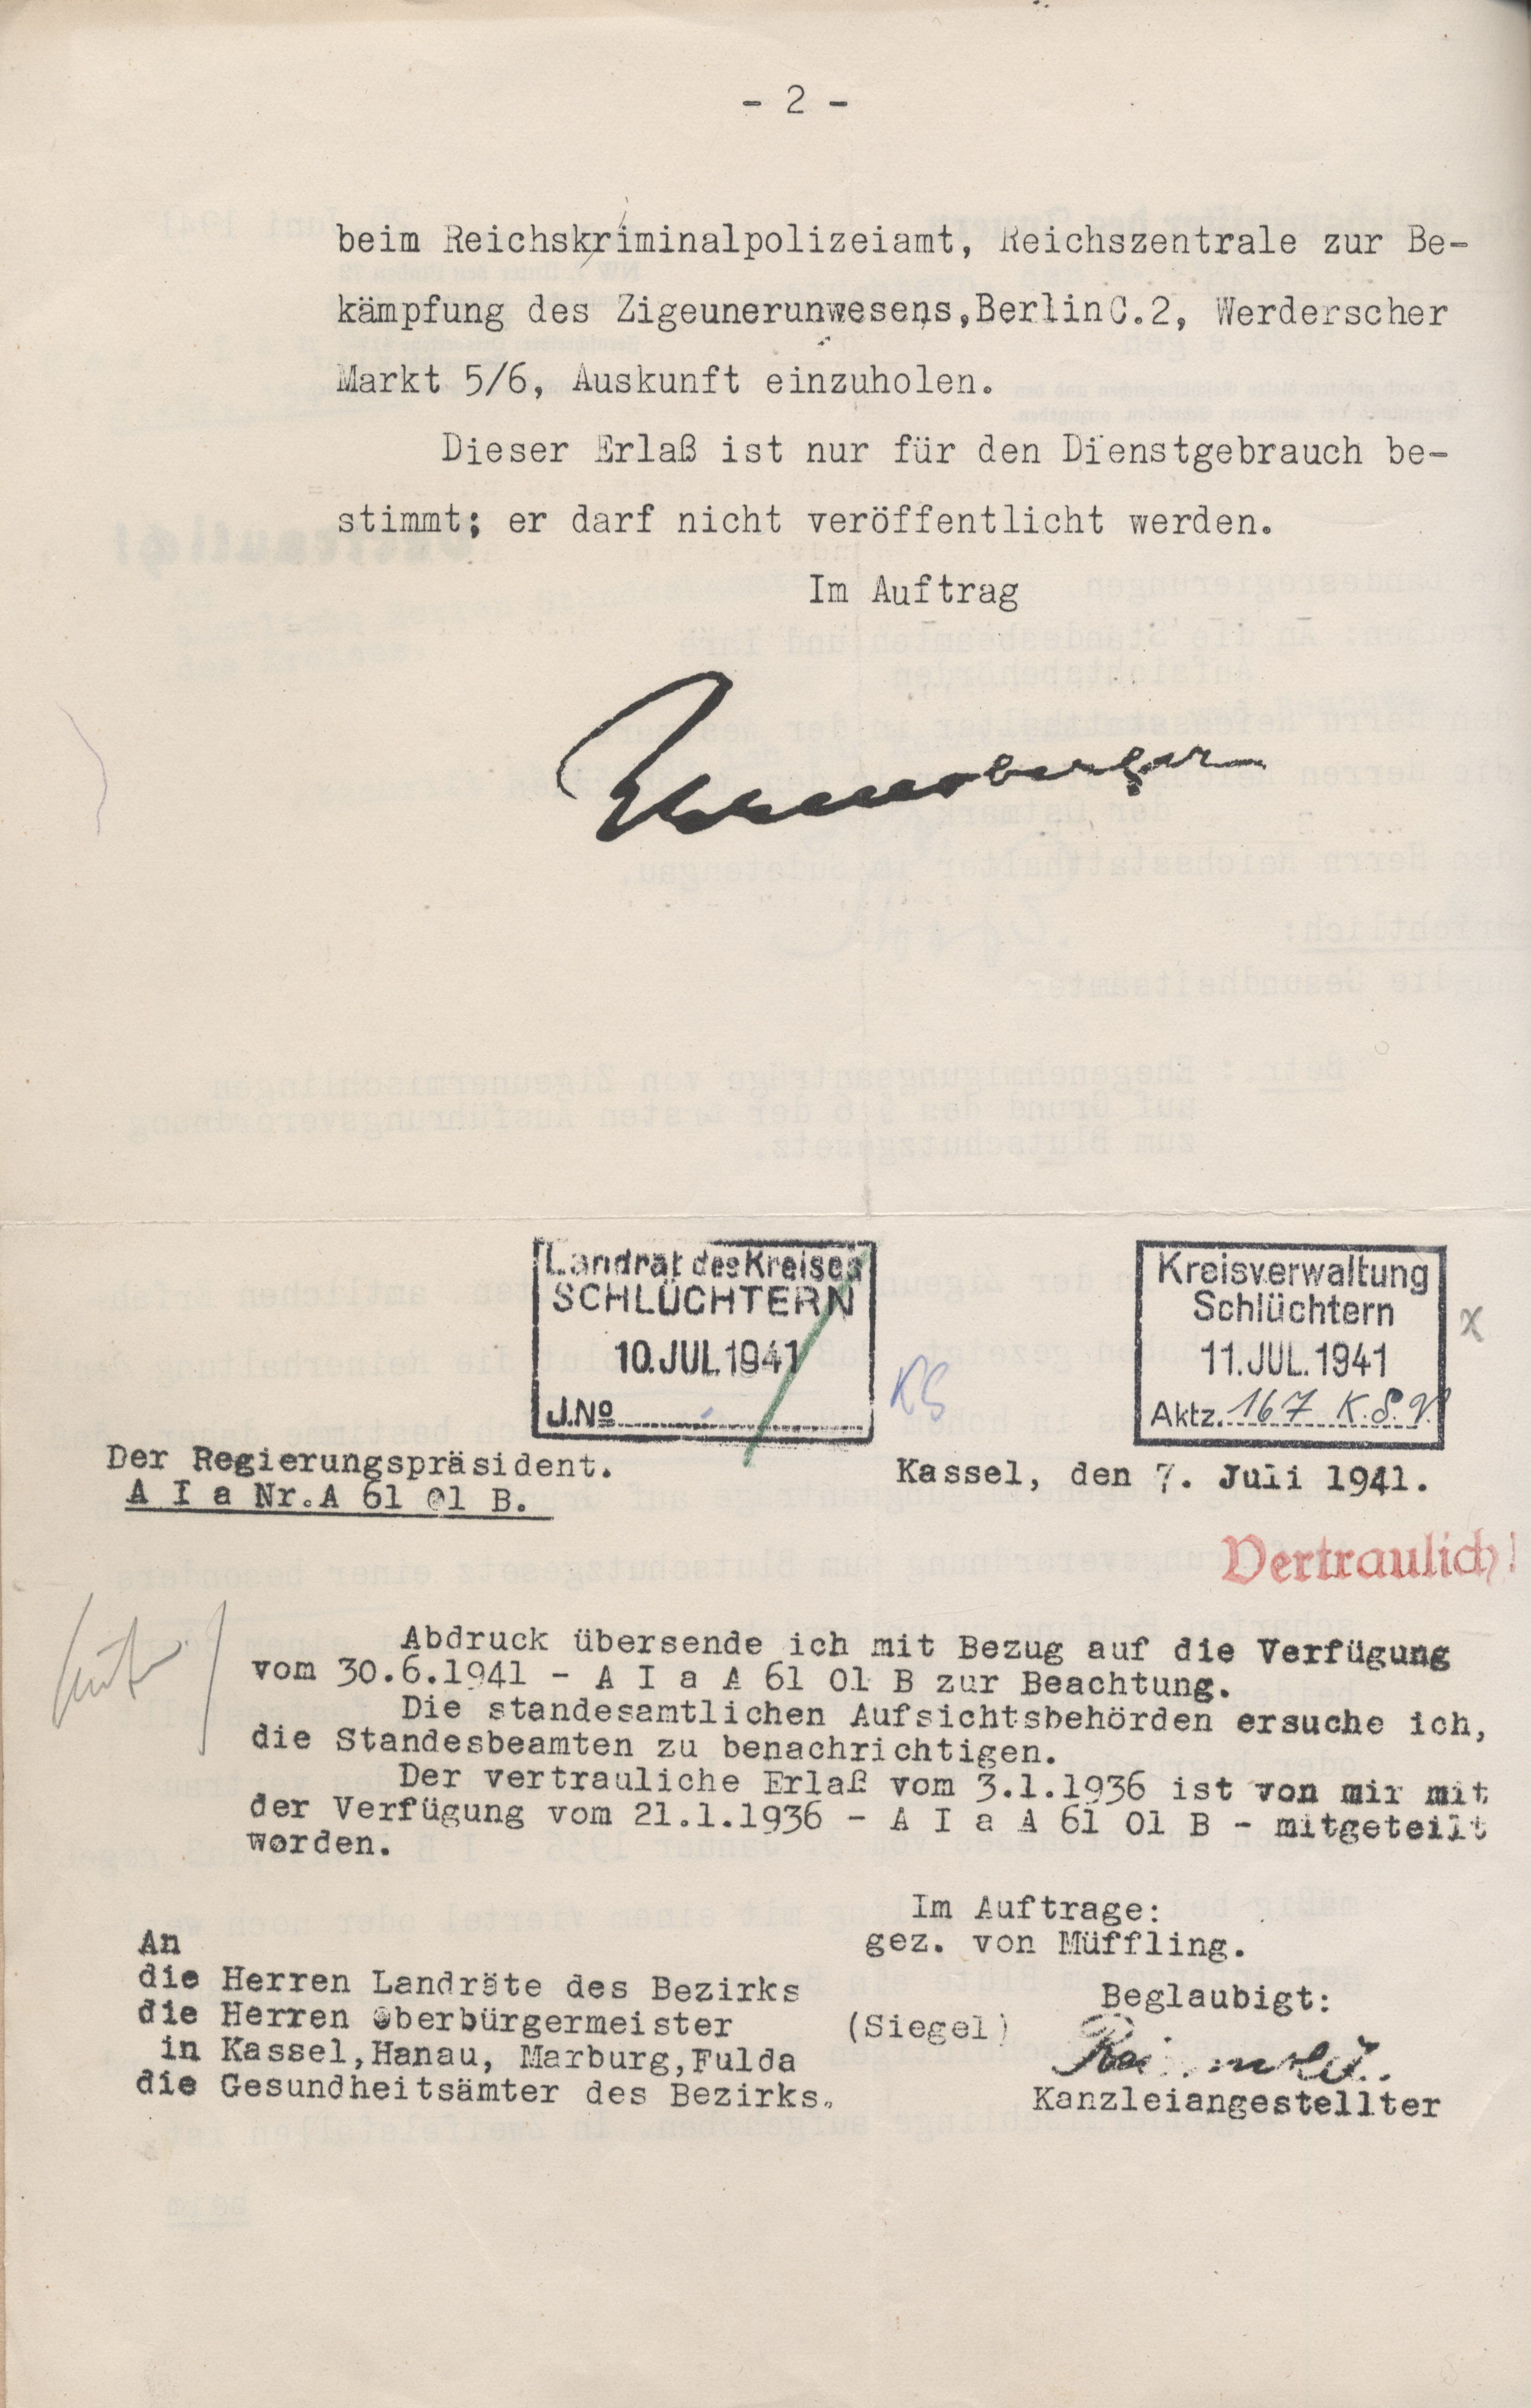 - 2 -
beim Reichskriminalpolizeiamt, Reichszentrale zur Be-
kämpfung des Zigeunerunwesens,BerlinC.2, Werderscher
Markt 5/6, Auskunft einzuholen.
Dieser Erlaß ist nur für den Dienstgebrauch be-
stimmt; er darf nicht veröffentlicht werden.
Im Auftrag
Landrat des Kreises
SCHLÜCHTERN
10.JUL.1941
J.No
Kreisverwaltung
Schlüchtern
11.JUL.1941
Aktz. 167 K.S.V.
x
KS
Der Regierungspräsident.
A I a Nr.A 61 01 B.
Kassel, den 7. Juli 1941.
Vertraulich!
Abdruck übersende ich mit Bezug auf die Verfügung
vom 30.6.1941 - A I a A 61 01 B zur Beachtung.
Die standesamtlichen Aufsichtsbehörden ersuche ich,
die Standesbeamten zu benachrichtigen.
Der vertrauliche Erlaß vom 3.1.1936 ist von mir mit
der Verfügung vom 21.1.1936 - A I a A 61 01 B - mitgeteilt
worden.
Im Auftrage:
gez. von Müffling.
An
die Herren Landräte des Bezirks
die Herren Oberbürgermeister
in Kassel,Hanau, Marburg,Fulda
die Gesundheitsämter des Bezirks.
(Siegel)
Beglaubigt:
Kanzleiangestellter